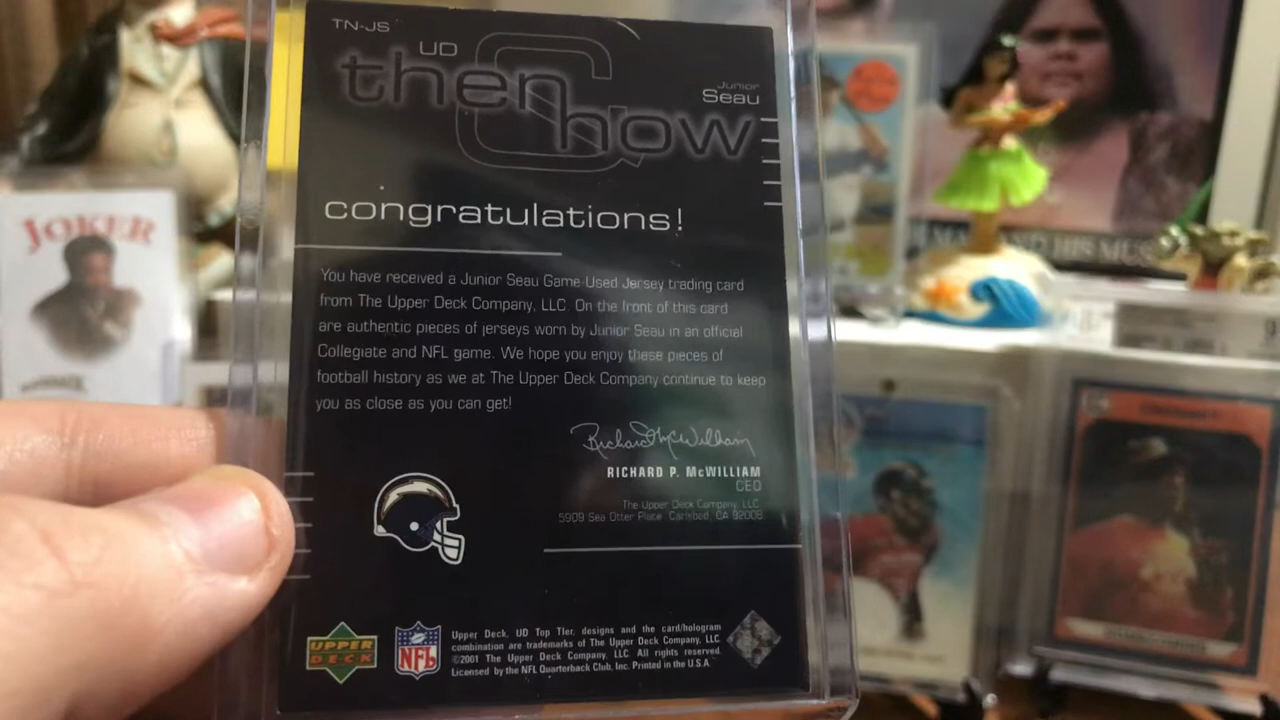 TN-JS
UD
then
Junior
Seau
now
congratulations!
You have received a Junior Seau Game-Used Jersey trading card
from The Upper Deck Company, LLC. On the front of this card
are authentic pieces of jerseys worn by Junior Seau in an official
Collegiate and NFL game. We hope you enjoy these pieces of
football history as we at The Upper Deck Company continue to keep
you as close as you can get!
Richard McWilliam
RICHARD P. McWILLIAM
CEO
The Upper Deck Company, LLC.
5909 Sea Otter Place, Carlsbad, CA 92008
UPPER
DECK
NFL
Upper Deck, UD Top Tier, designs and the card/hologram
combination are trademarks of The Upper Deck Company, LLC.
©2001 The Upper Deck Company, LLC. All rights reserved.
Licensed by the NFL Quarterback Club, Inc. Printed in the U.S.A.
JOKER
AND HIS